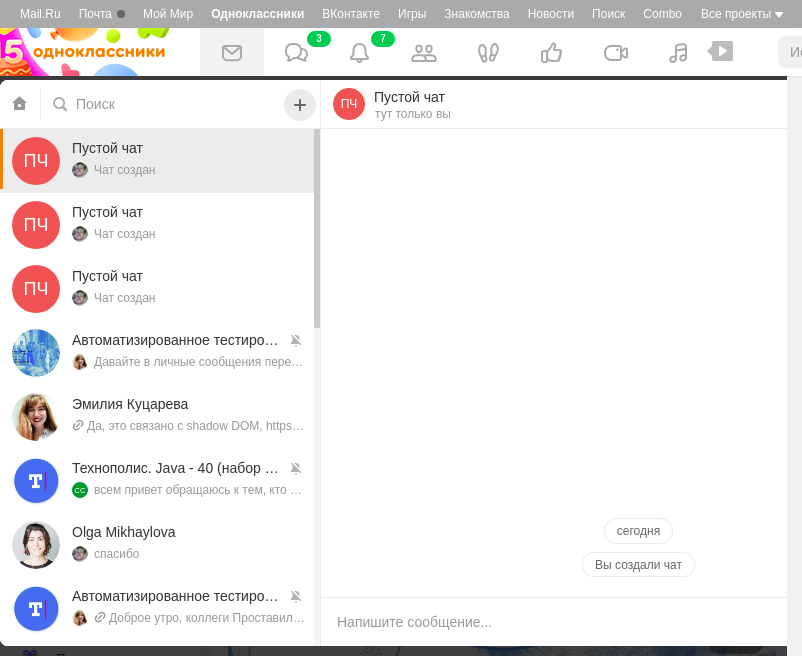 Mail.Ru Почта Мой Мир Одноклассники ВКонтакте Игры Знакомства Новости Поиск Combo Все проекты
15 одноклассники 3 7
Поиск
ПЧ Пустой чат
тут только вы
ПЧ Пустой чат
Чат создан
ПЧ Пустой чат
Чат создан
ПЧ Пустой чат
Чат создан
Автоматизированное тестиро…
Давайте в личные сообщения пере…
Эмилия Куцарева
Да, это связано с shadow DOM, https…
Технополис. Java - 40 (набор …
СС всем привет обращаюсь к тем, кто …
Olga Mikhaylova
спасибо
Автоматизированное тестиро…
Доброе утро, коллеги Проставил…
сегодня
Вы создали чат
Напишите сообщение...